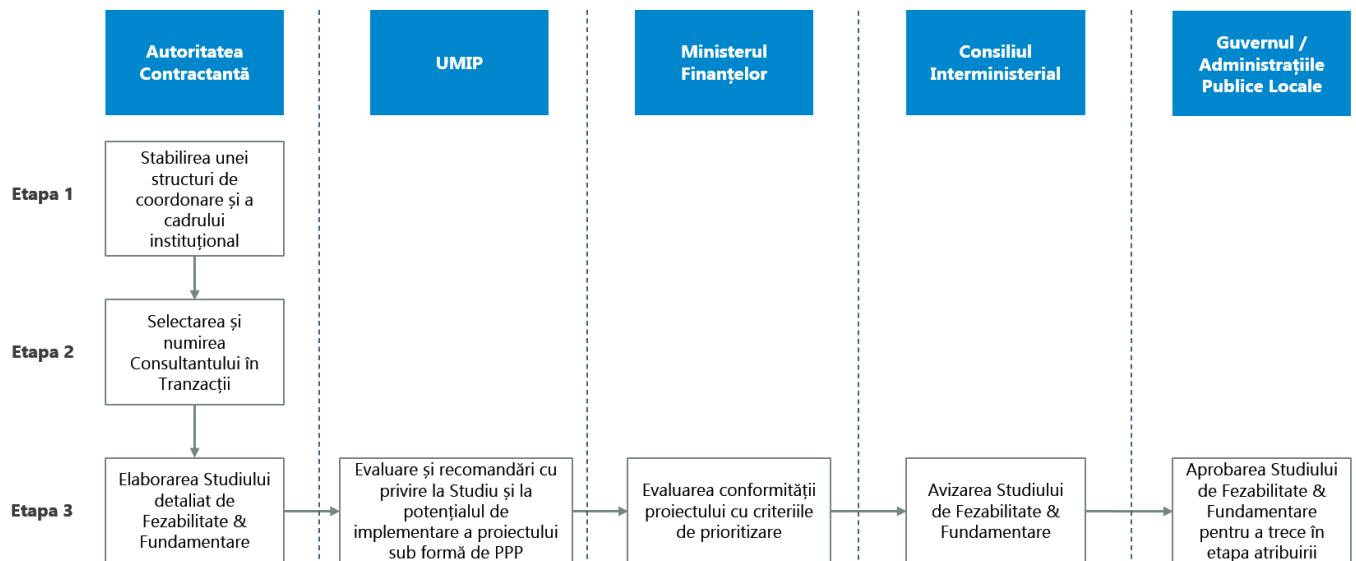 Autoritatea
Contractantă
UMIP
Ministerul
Finanțelor
Consiliul
Interministerial
Guvernul /
Administrațiile
Publice Locale
Etapa 1
Stabilirea unei
structuri de
coordonare și a
cadrului
instituțional
Etapa 2
Selectarea și
numirea
Consultantului în
Tranzacții
Etapa 3
Elaborarea Studiului
detaliat de
Fezabilitate &
Fundamentare
Evaluare și recomandări cu
privire la Studiu și la
potențialul de
implementare a proiectului
sub formă de PPP
Evaluarea conformității
proiectului cu criteriile
de prioritizare
Avizarea Studiului
de Fezabilitate &
Fundamentare
Aprobarea Studiului
de Fezabilitate &
Fundamentare
pentru a trece în
etapa atribuirii